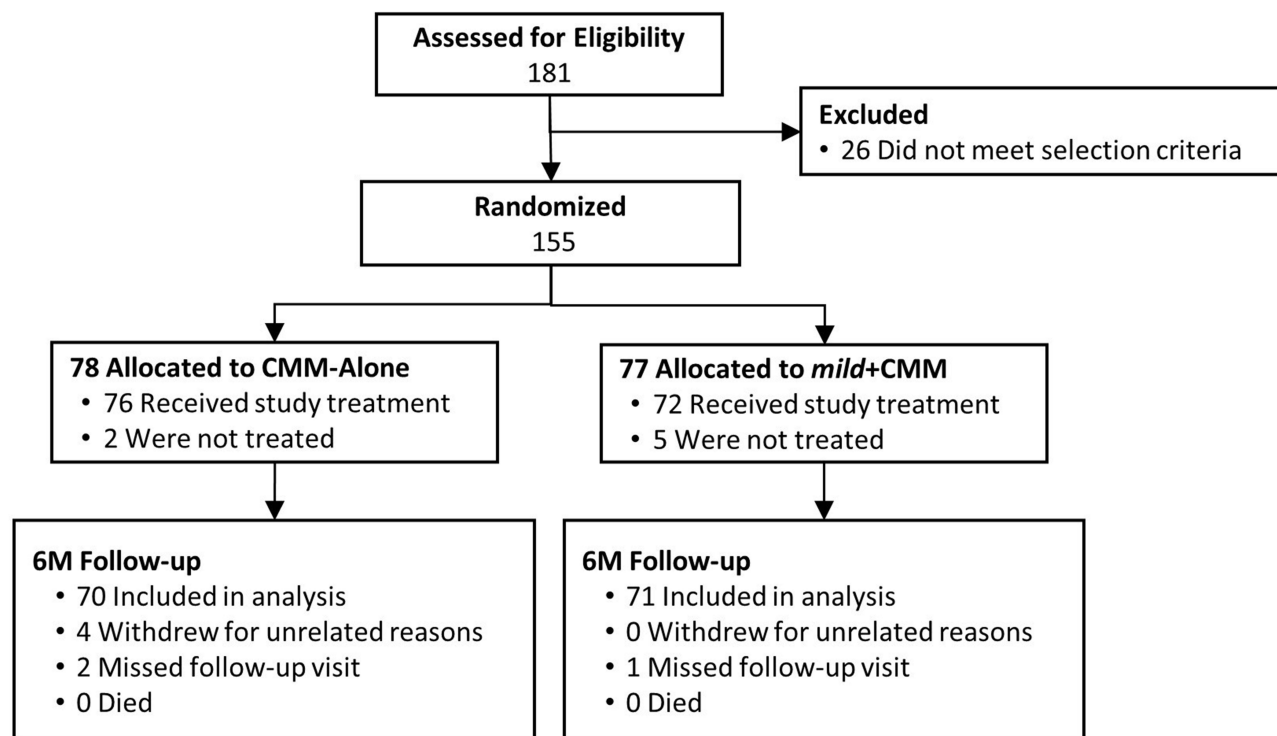 Assessed for Eligibility
181
Excluded
• 26 Did not meet selection criteria
Randomized
155
78 Allocated to CMM-Alone
• 76 Received study treatment
• 2 Were not treated
77 Allocated to mild+CMM
• 72 Received study treatment
• 5 Were not treated
6M Follow-up
• 70 Included in analysis
• 4 Withdrew for unrelated reasons
• 2 Missed follow-up visit
• 0 Died
6M Follow-up
• 71 Included in analysis
• 0 Withdrew for unrelated reasons
• 1 Missed follow-up visit
• 0 Died